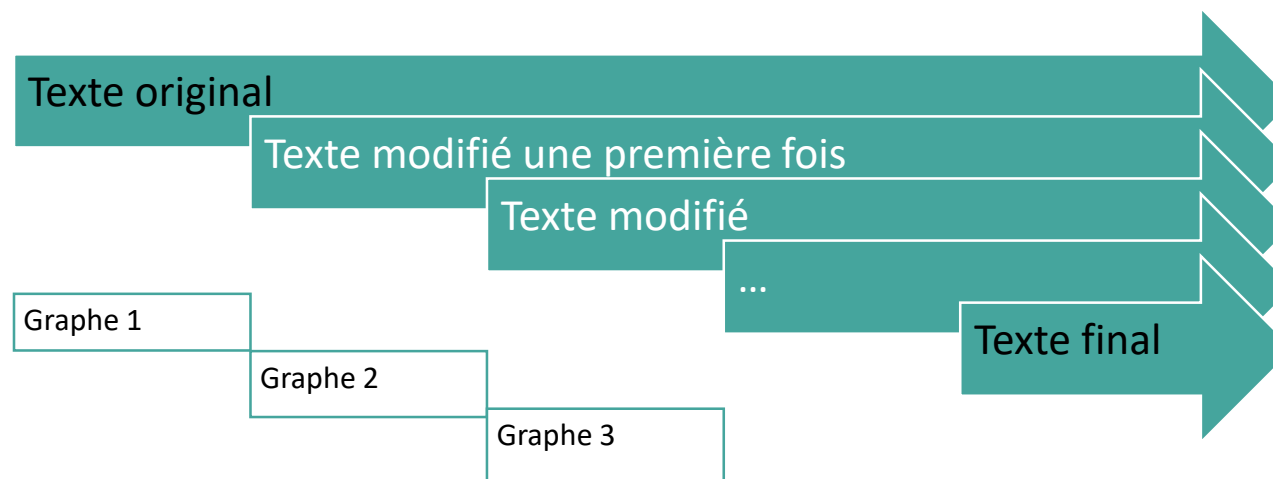 Texte original
Texte modifié une première fois
Texte modifié
...
Texte final
Graphe 1
Graphe 2
Graphe 3